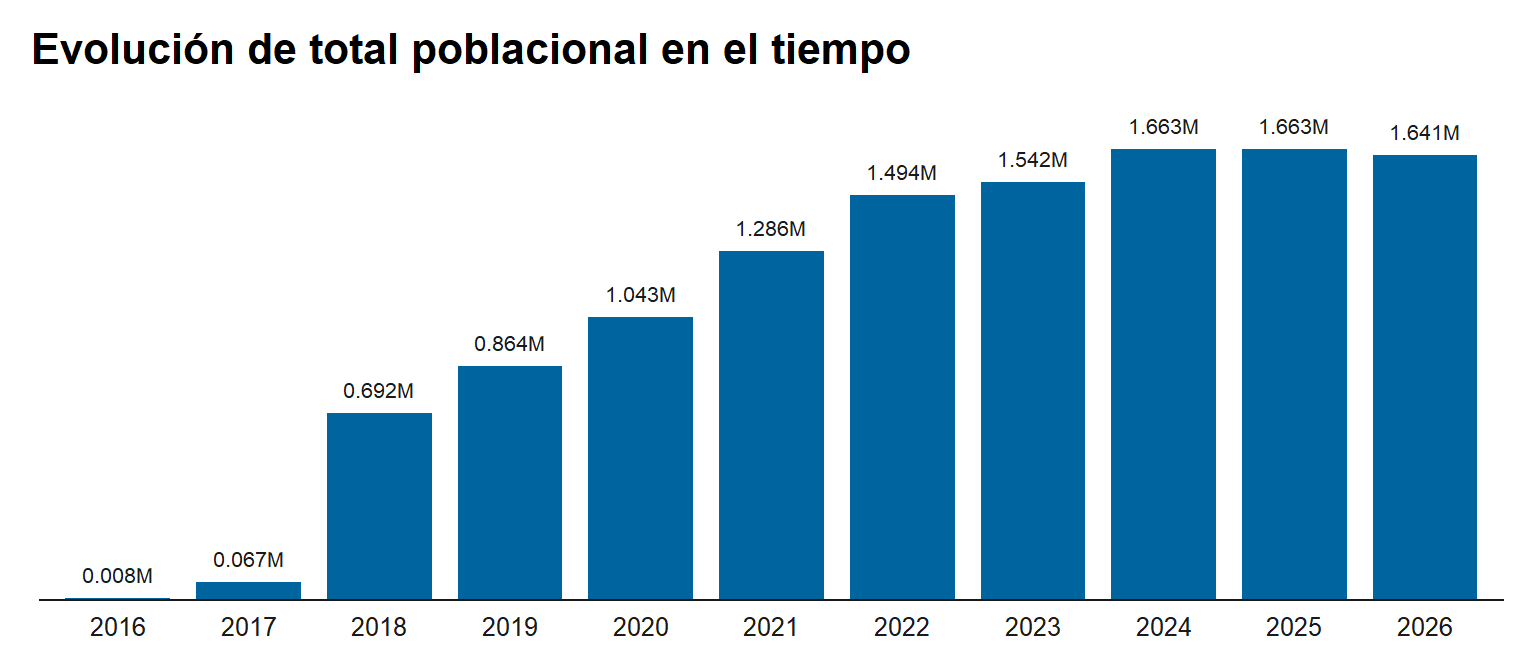 Evolución de total poblacional en el tiempo
0.008M
0.067M
0.692M
0.864M
1.043M
1.286M
1.494M
1.542M
1.663M
1.663M
1.641M
2016 2017 2018 2019 2020 2021 2022 2023 2024 2025 2026